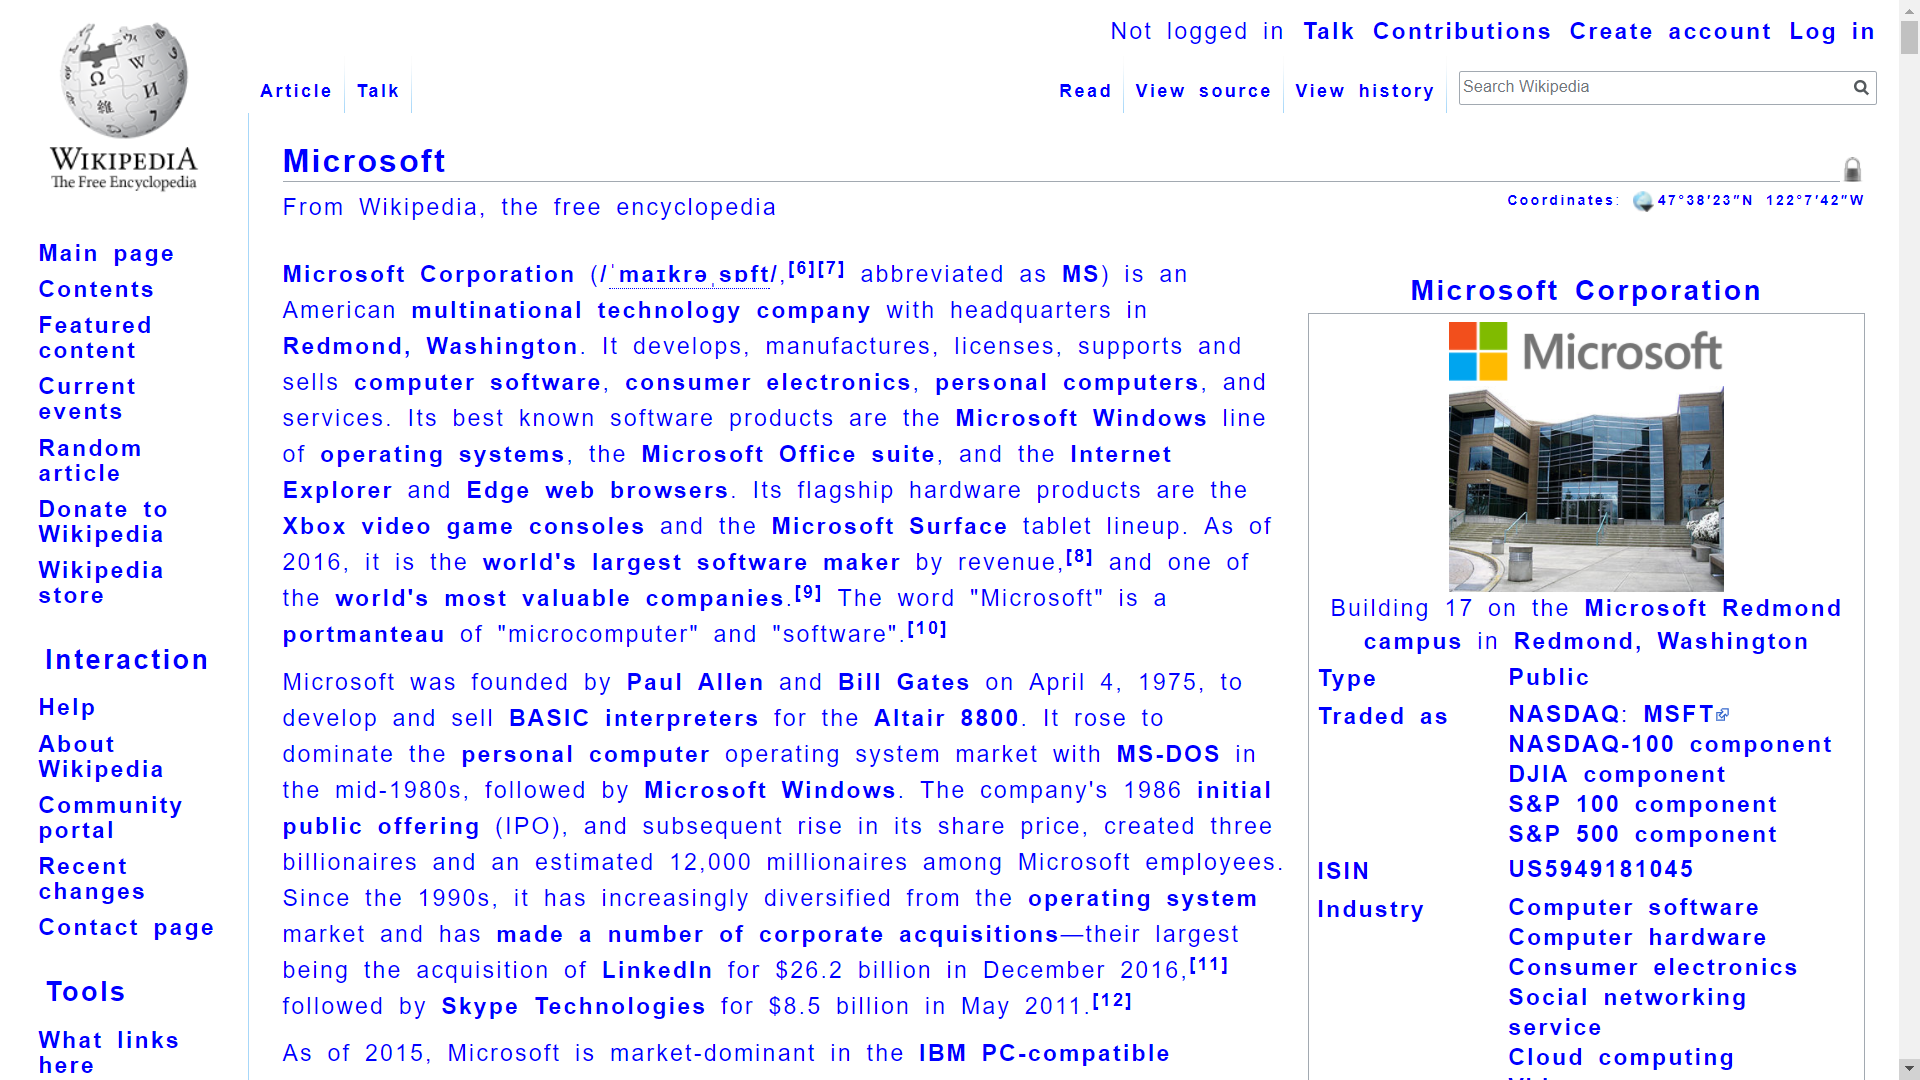 WIKIPEDIA
The Free Encyclopedia
Main page
Contents
Featured
content
Current
events
Random
article
Donate to
Wikipedia
Wikipedia
store
Interaction
Help
About
Wikipedia
Community
portal
Recent
changes
Contact page
Tools
What links
here
Not logged in Talk Contributions Create account Log in
Article Talk
Read View source View history Search Wikipedia
Microsoft
From Wikipedia, the free encyclopedia
Coordinates: 47°38′23″N 122°7′42″W
Microsoft Corporation (/ˈmaɪkrəˌsɒft/,[6][7] abbreviated as MS) is an
American multinational technology company with headquarters in
Redmond, Washington. It develops, manufactures, licenses, supports and
sells computer software, consumer electronics, personal computers, and
services. Its best known software products are the Microsoft Windows line
of operating systems, the Microsoft Office suite, and the Internet
Explorer and Edge web browsers. Its flagship hardware products are the
Xbox video game consoles and the Microsoft Surface tablet lineup. As of
2016, it is the world's largest software maker by revenue,[8] and one of
the world's most valuable companies.[9] The word "Microsoft" is a
portmanteau of "microcomputer" and "software".[10]
Microsoft was founded by Paul Allen and Bill Gates on April 4, 1975, to
develop and sell BASIC interpreters for the Altair 8800. It rose to
dominate the personal computer operating system market with MS-DOS in
the mid-1980s, followed by Microsoft Windows. The company's 1986 initial
public offering (IPO), and subsequent rise in its share price, created three
billionaires and an estimated 12,000 millionaires among Microsoft employees.
Since the 1990s, it has increasingly diversified from the operating system
market and has made a number of corporate acquisitions—their largest
being the acquisition of LinkedIn for $26.2 billion in December 2016,[11]
followed by Skype Technologies for $8.5 billion in May 2011.[12]
As of 2015, Microsoft is market-dominant in the IBM PC-compatible
Microsoft Corporation
Microsoft
Building 17 on the Microsoft Redmond
campus in Redmond, Washington
Type Public
Traded as NASDAQ: MSFT
NASDAQ-100 component
DJIA component
S&P 100 component
S&P 500 component
ISIN US5949181045
Industry Computer software
Computer hardware
Consumer electronics
Social networking
service
Cloud computing